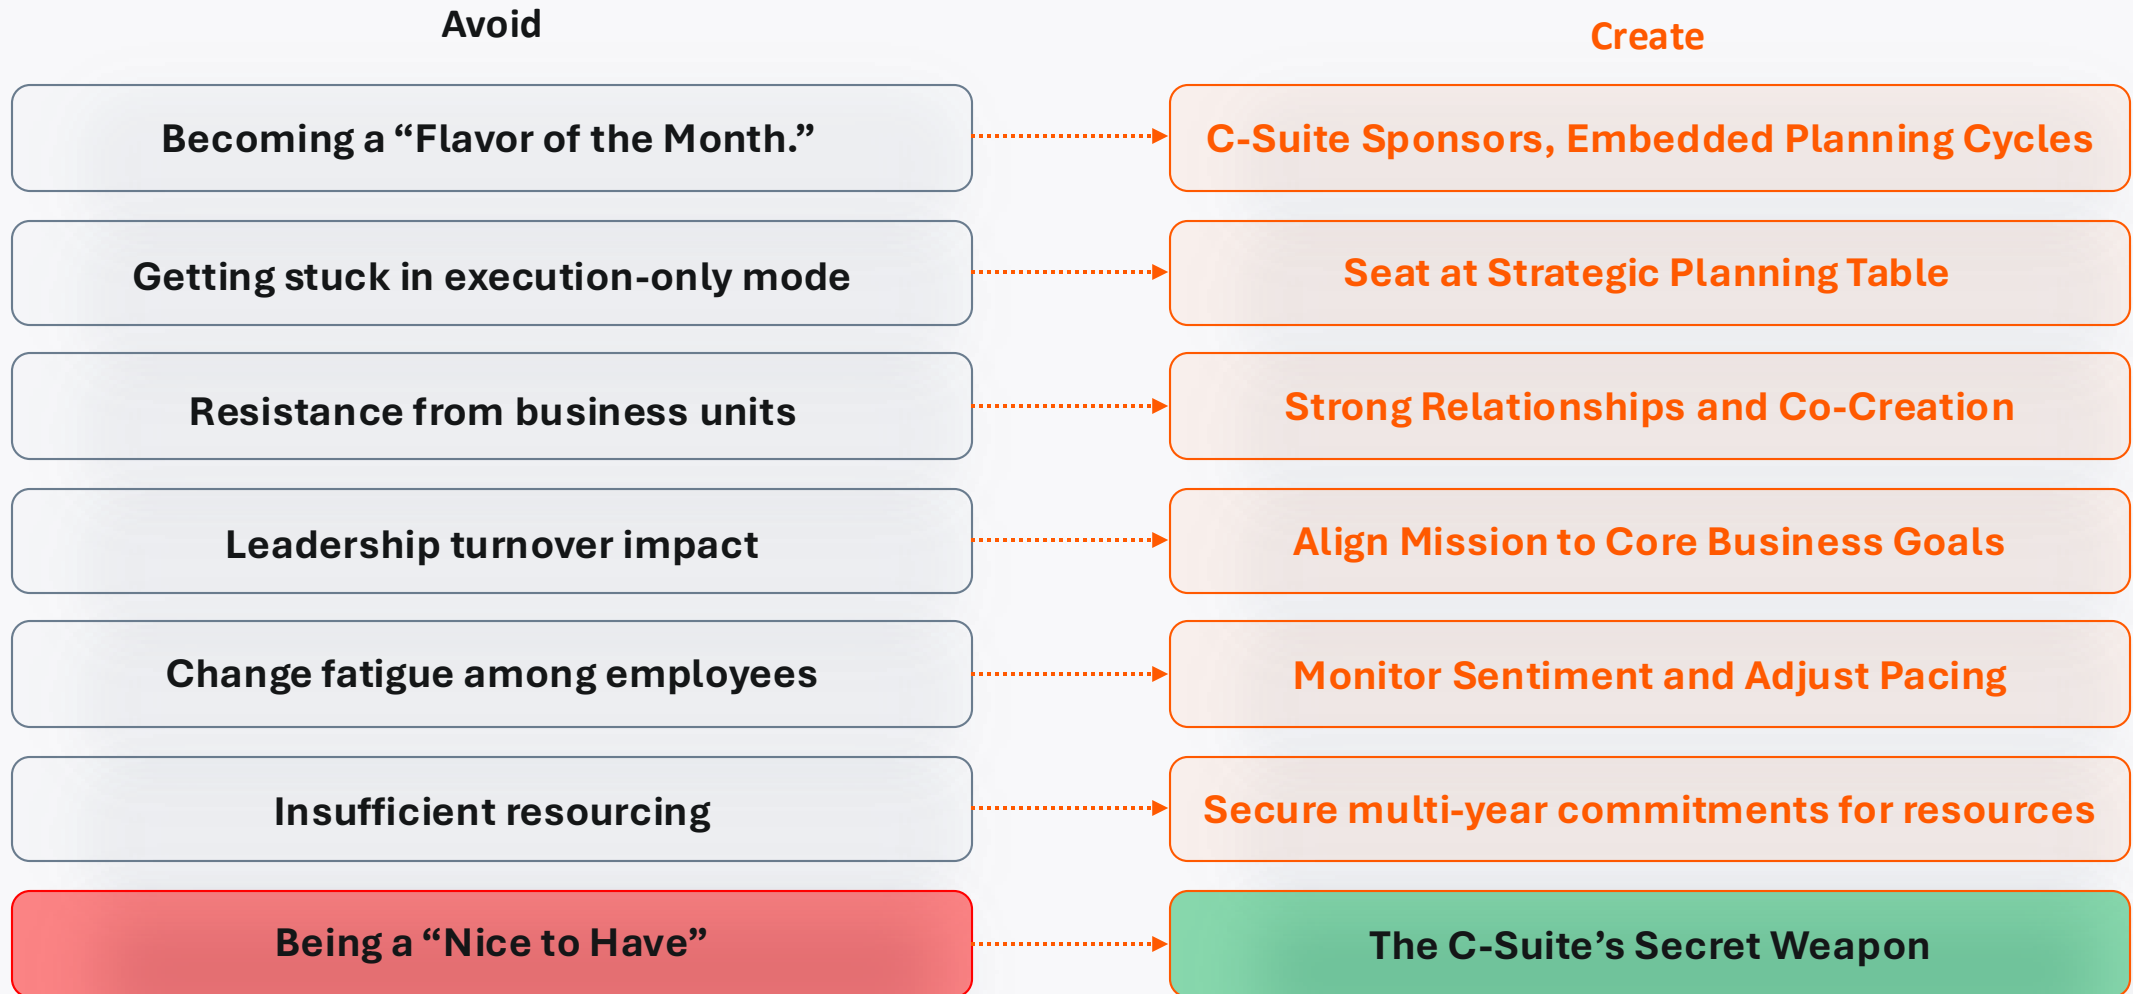 Avoid
Create
Becoming a “Flavor of the Month.”
C-Suite Sponsors, Embedded Planning Cycles
Getting stuck in execution-only mode
Seat at Strategic Planning Table
Resistance from business units
Strong Relationships and Co-Creation
Leadership turnover impact
Align Mission to Core Business Goals
Change fatigue among employees
Monitor Sentiment and Adjust Pacing
Insufficient resourcing
Secure multi-year commitments for resources
Being a “Nice to Have”
The C-Suite’s Secret Weapon